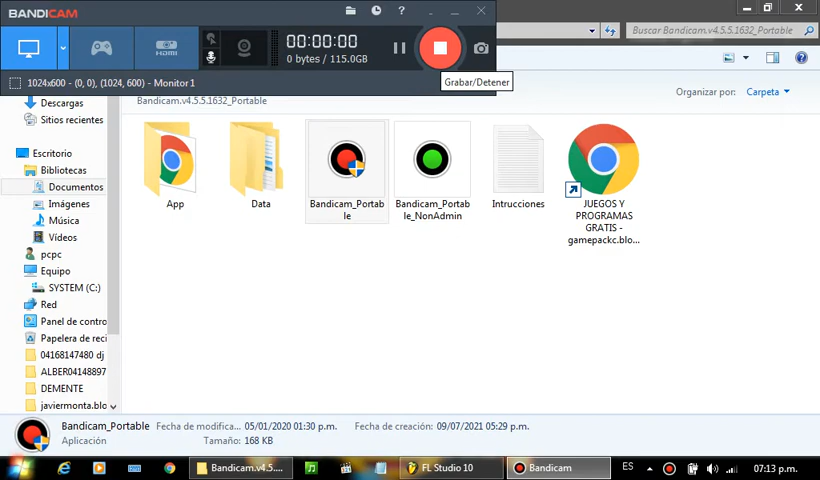 BANDICAM
?
HDMI
00:00:00
0 bytes / 115.0GB
1024x600 - (0, 0), (1024, 600) - Monitor 1
Grabar/Detener
Buscar Bandicam.v4.5.5.1632_Portable
Bandicam.v4.5.5.1632_Portable
Organizar por: Carpeta
Descargas
Sitios recientes
Escritorio
Bibliotecas
Documentos
Imágenes
Música
Vídeos
pcpc
Equipo
SYSTEM (C:)
Red
Panel de contro
Papelera de reci
04168147480 dj
ALBER04148897
DEMENTE
javiermonta.blo
App
Data
Bandicam_Portab
le
Bandicam_Portab
le_NonAdmin
Intrucciones
JUEGOS Y
PROGRAMAS
GRATIS -
gamepackc.blo...
Bandicam_Portable Fecha de modifica... 05/01/2020 01:30 p.m. Fecha de creación: 09/07/2021 05:29 p.m.
Aplicación Tamaño: 168 KB
Bandicam.v4.5.... FL Studio 10 Bandicam ES 07:13 p.m.